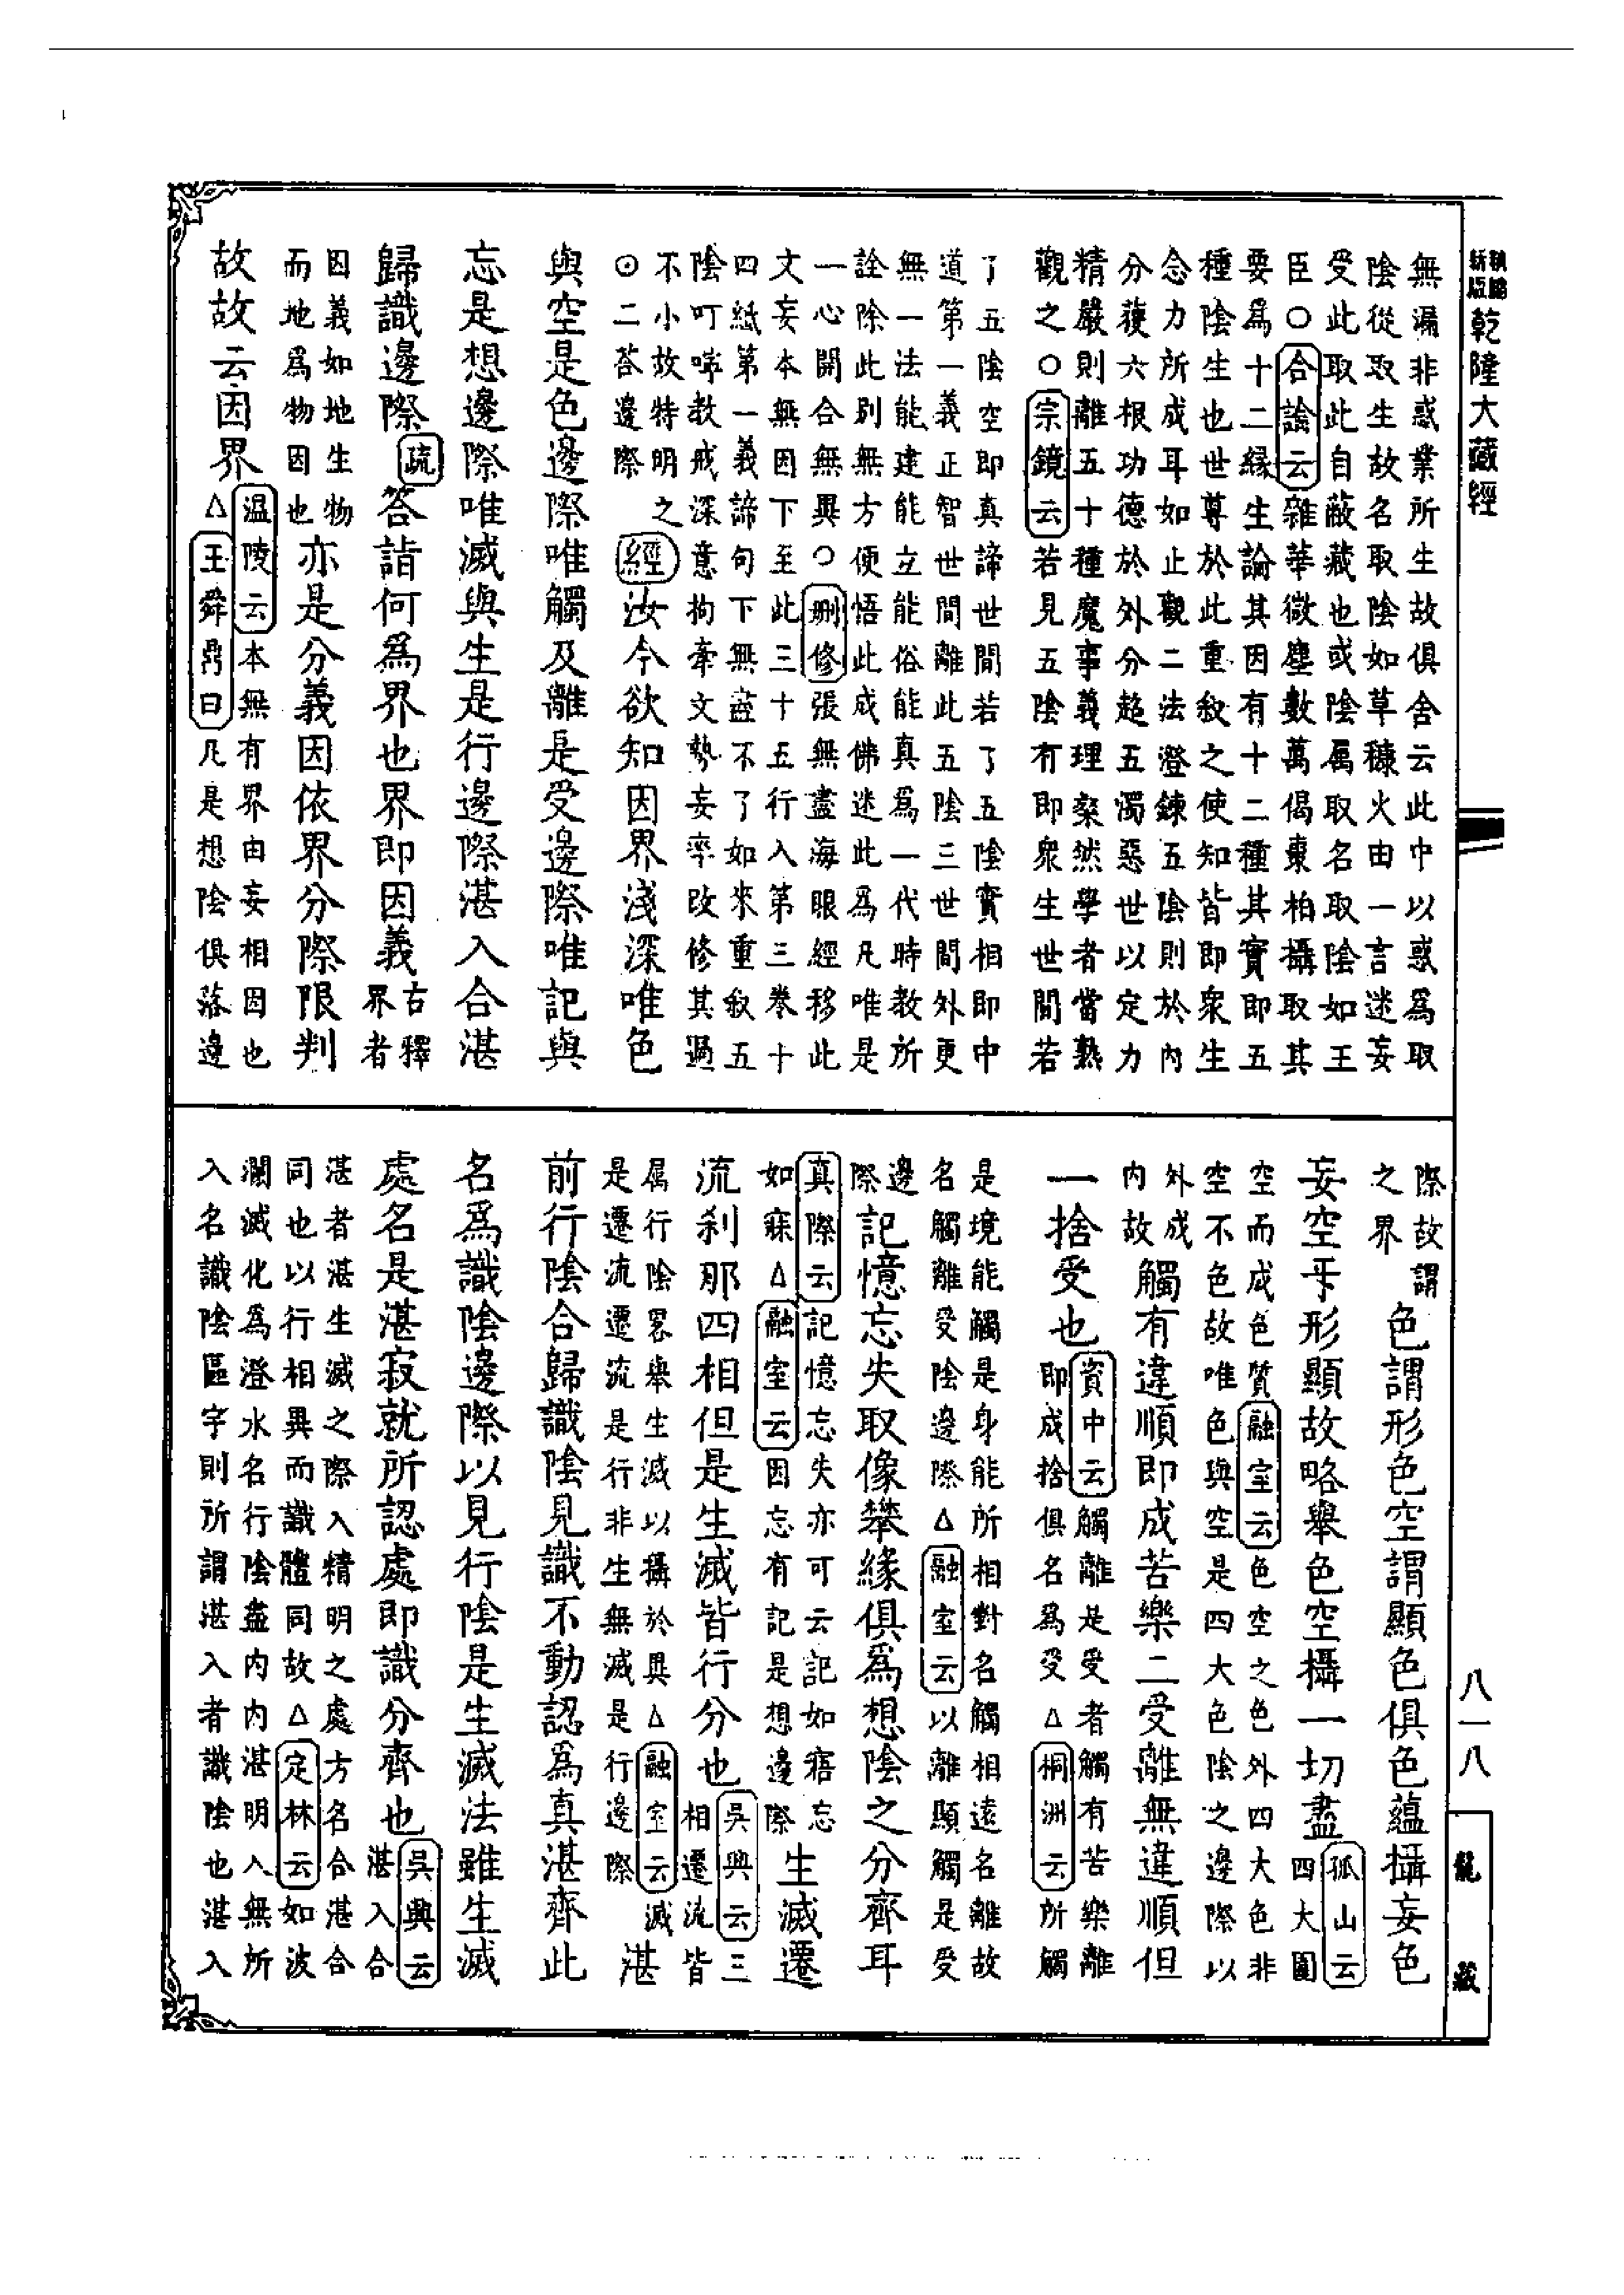 乾隆大藏經
無漏非惑業所生故俱舍云此中以惑為取
陰從取生故名取陰如草穅火由一言迷妄
受此取此自蔽藏也或陰属取名取陰如王
臣○合論云雜華微塵數萬偈棗柏攝取其
要爲十二縁生論其因有十二種其實即五
種陰生也世尊於此重敘之使知皆即衆生
念力所成耳如止觀二法澄鍊五陰則於內
分獲六根功德於外分超五濁惡世以定力
精嚴則離五十種魔事義理粲然學者當熟
觀之○宗鏡云若見五陰有即衆生世間若
了五陰空即真諦世間若了五陰實相即中
道第一義正智世間離此五陰三世間外更
無一法能建能立能俗能真爲一代時教所
詮除此別無方便悟此成佛迷此爲凡唯是
一心開合無異○刪修張無盡海眼經移此
文妄本無因下至此三十五行入第三卷十
四紙第一義諦句下無盡不了如來重敘五
陰叮嚀教戒深意拘牽文勢妄率改修其過
不小故特明之
⊙二荅邊際
經汝今欲知因界淺深唯色
與空是色邊際唯觸及離是受邊際唯記與
忘是想邊際唯滅與生是行邊際湛入合湛
歸識邊際疏答詣何爲界也界即因義古釋
界者
因義如地生物
而地爲物因也亦是分義因依界分際限判
故故云因界温陵云本無有界由妄相因也
△王舜鼎曰凡是想陰俱落邊
際故謂
之界色謂形色空謂顯色俱色蘊攝妄色
妄空乎形顯故略舉色空攝一切盡孤山云
四大圍
空而成色質融室云色空之色外四大色非
空不色故唯色與空是四大色陰之邊際以
外成
内故觸有違順即成苦樂二受離無違順但
一捨受也資中云觸離是受者觸有苦樂離
即成捨俱名爲受△桐洲云所觸
是境能觸是身能所相對名觸相遠名離故
名觸離受陰邊際△融室云以離顯觸是受
邊
際記憶忘失取像攀緣俱爲想陰之分齊耳
真際云記憶忘失亦可云記如寤忘
如寐△融室云因忘有記是想邊際生滅遷
流刹那四相但是生滅皆行分也吳興云三
相遷流皆
属行陰畧舉生滅以攝於異△融室云滅
是遷流遷流是行非生無滅是行邊際湛
前行陰合歸識陰見識不動認爲真湛齊此
名爲識陰邊際以見行陰是生滅法雖生滅
處名是湛寂就所認處即識分齊也吳興云
湛入合
湛者湛生滅之際入精明之處方名合湛合
同也以行相異而識體同故△定林云如波
瀾滅化爲澄水名行陰盡内内湛明入無所
入名識陰區宇則所謂湛入者識陰也湛入
八一八
龍藏